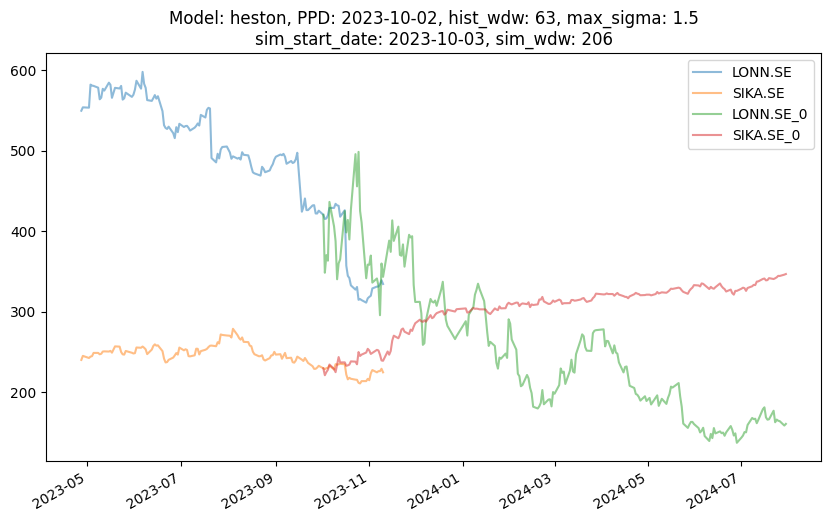 Model: heston, PPD: 2023-10-02, hist_wdw: 63, max_sigma: 1.5
sim_start_date: 2023-10-03, sim_wdw: 206
LONN.SE
SIKA.SE
LONN.SE_0
SIKA.SE_0
600
500
400
300
200
2023-05
2023-07
2023-09
2023-11
2024-01
2024-03
2024-05
2024-07